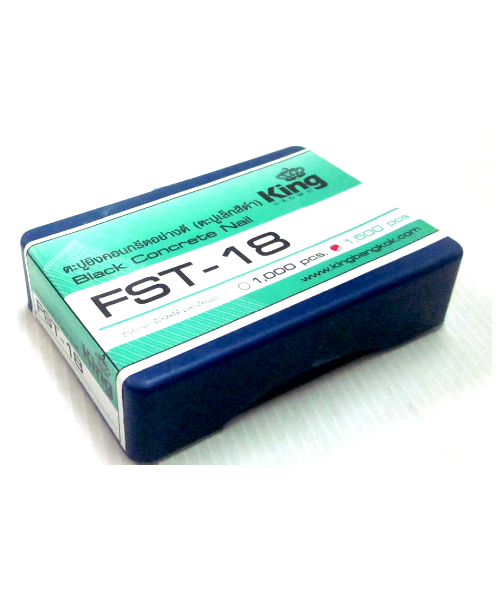 King
CROWN
ตะปูยิงคอนกรีตอย่างดี (ตะปูเล็กสีดำ)
Black Concrete Nail
FST-18
1,000 pcs.
1,500 pcs.
www.kingbangkok.com
King
FST-18